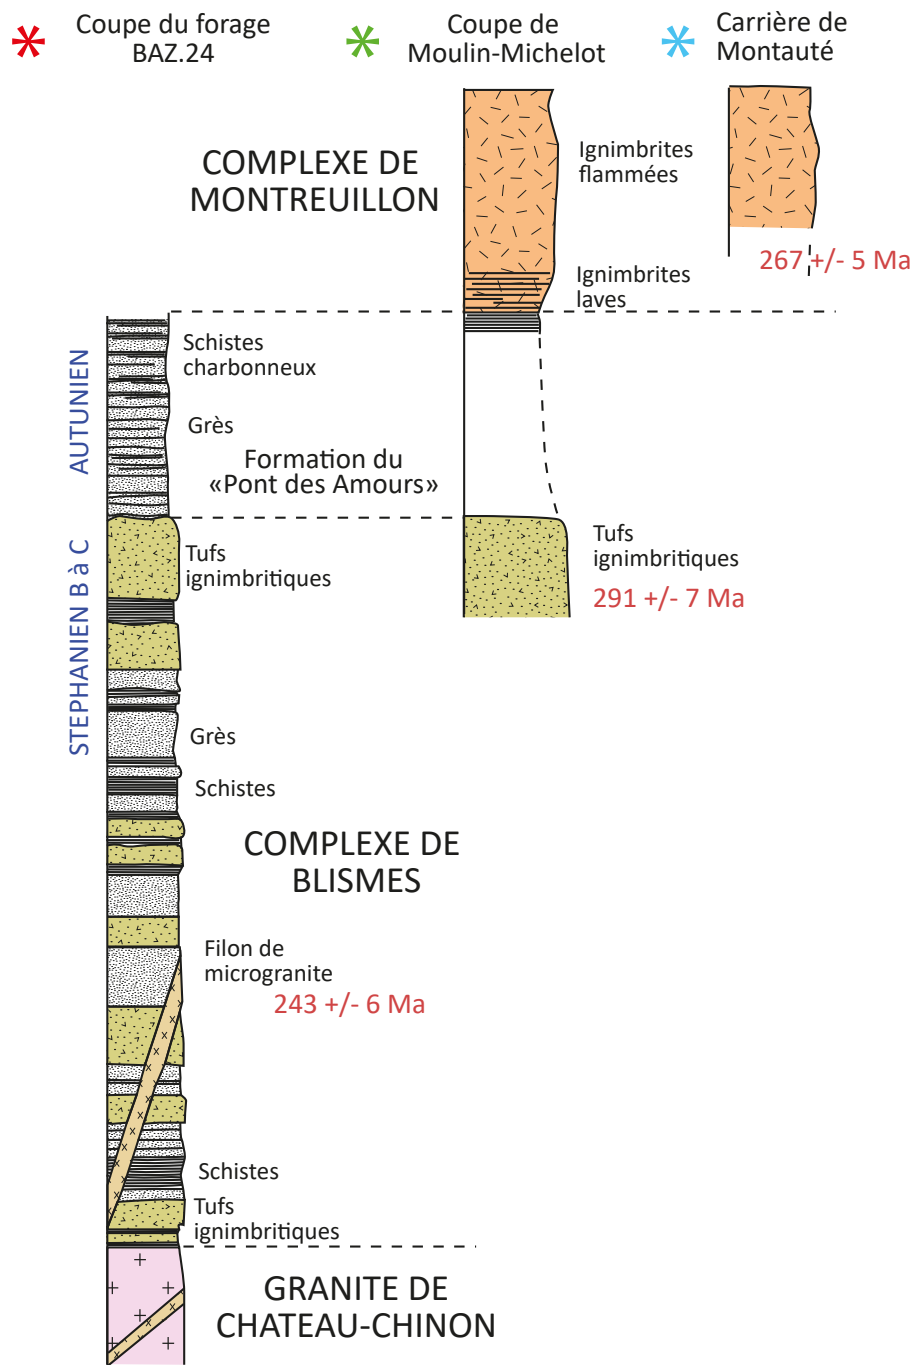 Coupe du forage
BAZ.24
Coupe de
Moulin-Michelot
Carrière de
Montauté
COMPLEXE DE
MONTREUILLON
Ignimbrites
flammées
267 +/- 5 Ma
Ignimbrites
laves
AUTUNIEN
Schistes
charbonneux
Grès
Formation du
«Pont des Amours»
STEPHANIEN B à C
Tufs
ignimbritiques
Tufs
ignimbritiques
291 +/- 7 Ma
Grès
Schistes
COMPLEXE DE
BLISMES
Filon de
microgranite
243 +/- 6 Ma
Schistes
Tufs
ignimbritiques
GRANITE DE
CHATEAU-CHINON